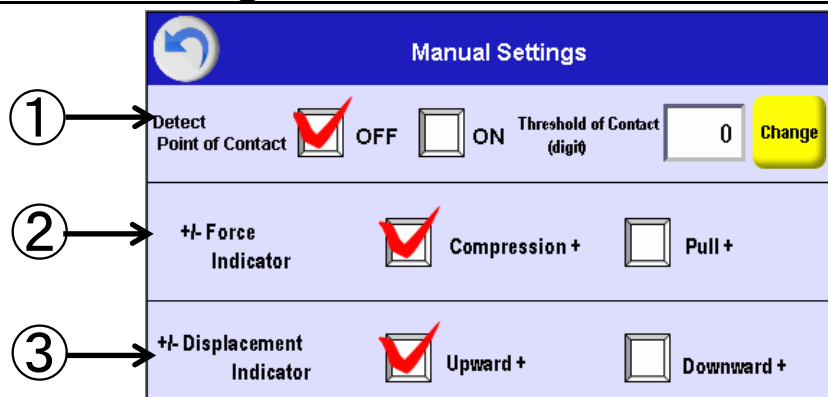 Manual Settings
① Detect Point of Contact OFF ON Threshold of Contact (digit) 0 Change
② +/- Force Indicator Compression + Pull +
③ +/- Displacement Indicator Upward + Downward +